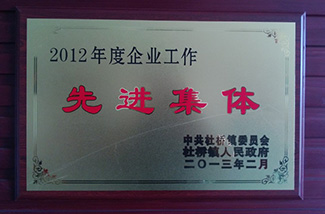 2012年度企业工作
先进集体
中共杜桥镇委员会
杜桥镇人民政府
二〇一三年二月